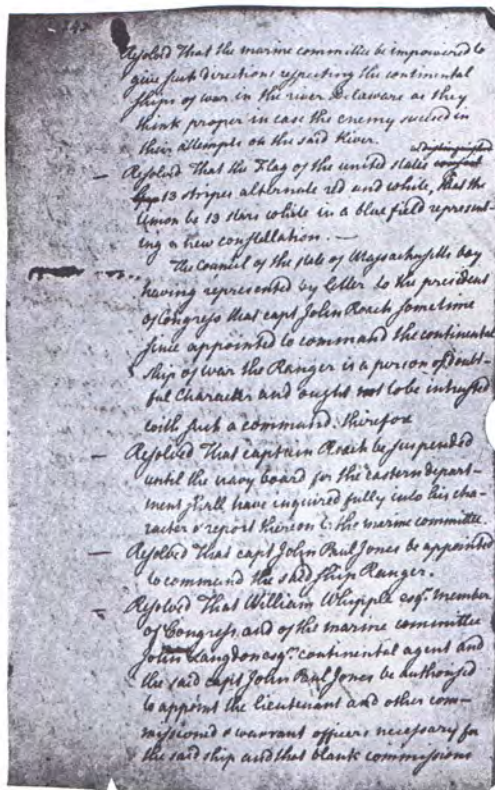 Resolved That the marine committee be impowered to
give such directions respecting the continental
ships of war in the river Delaware as they
think proper in case the enemy succeed in
their attempts on the said River.
Resolved That the Flag of the united states
13 stripes alternate red and white, that the
Union be 13 stars white in a blue field represent-
ing a new constellation. —
The Council of the state of Massachusetts bay
having represented by letter to the president
of Congress that capt John Roach sometime
since appointed to command the continental
ship of war the Ranger is a person of doubt-
ful character and ought not to be intrusted
with such a command. therefore
Resolved That captain Roach be suspended
until the navy board for the eastern depart-
ment shall have inquired fully into his cha-
racter & report thereon to the marine committee.
Resolved That capt John Paul Jones be appointed
to command the said ship Ranger.
Resolved That William Whipple esqr. member
of Congress and of the marine committee
John Langdon esqr. continental agent and
the said capt John Paul Jones be authorised
to appoint the lieutenant and other com-
missioned & warrant officers necessary for
the said ship and that blank commissions